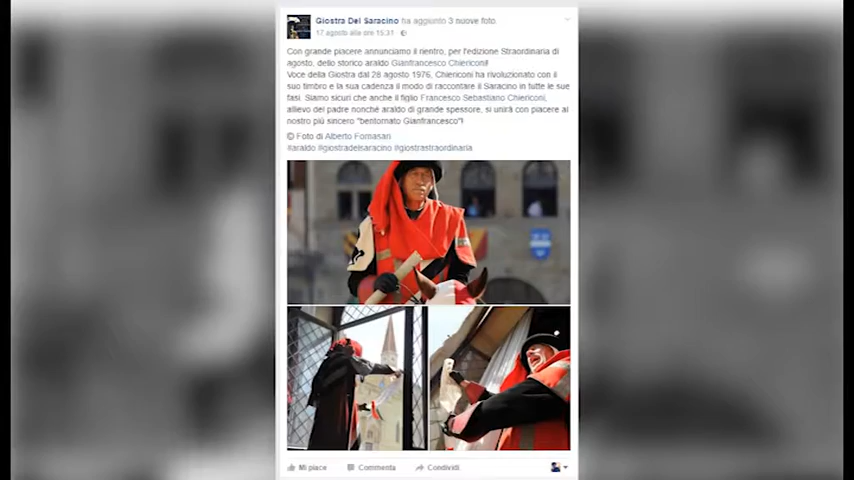 Giostra Del Saracino ha aggiunto 3 nuove foto.
17 agosto alle ore 15:31
Con grande piacere annunciamo il rientro, per l'edizione Straordinaria di
agosto, dello storico araldo Gianfrancesco Chiericoni!
Voce della Giostra dal 28 agosto 1976, Chiericoni ha rivoluzionato con il
suo timbro e la sua cadenza il modo di raccontare il Saracino in tutte le sue
fasi. Siamo sicuri che anche il figlio Francesco Sebastiano Chiericoni,
allievo del padre nonché araldo di grande spessore, si unirà con piacere al
nostro più sincero "bentornato Gianfrancesco"!
© Foto di Alberto Fornasari
#araldo #giostradelsaracino #giostrastraordinaria
Mi piace Commenta Condividi